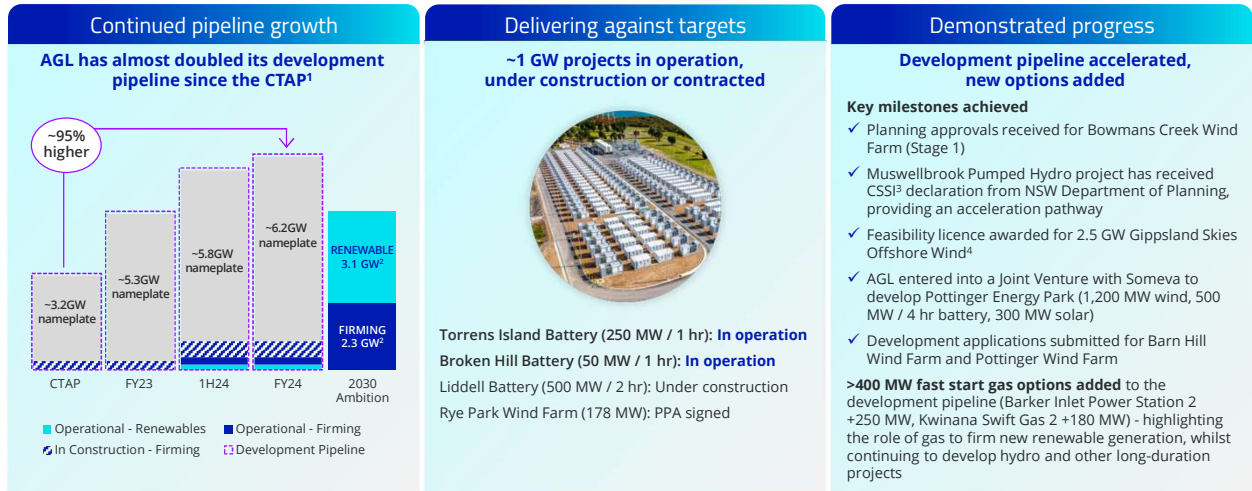 Continued pipeline growth
AGL has almost doubled its development
pipeline since the CTAP¹
~95%
higher
~3.2GW
nameplate
~5.3GW
nameplate
~5.8GW
nameplate
~6.2GW
nameplate
RENEWABLE
3.1 GW²
FIRMING
2.3 GW²
CTAP
FY23
1H24
FY24
2030
Ambition
Operational - Renewables
Operational - Firming
In Construction - Firming
Development Pipeline
Delivering against targets
~1 GW projects in operation,
under construction or contracted
Torrens Island Battery (250 MW / 1 hr): In operation
Broken Hill Battery (50 MW / 1 hr): In operation
Liddell Battery (500 MW / 2 hr): Under construction
Rye Park Wind Farm (178 MW): PPA signed
Demonstrated progress
Development pipeline accelerated,
new options added
Key milestones achieved
✓ Planning approvals received for Bowmans Creek Wind
Farm (Stage 1)
✓ Muswellbrook Pumped Hydro project has received
CSSI³ declaration from NSW Department of Planning,
providing an acceleration pathway
✓ Feasibility licence awarded for 2.5 GW Gippsland Skies
Offshore Wind⁴
✓ AGL entered into a Joint Venture with Someva to
develop Pottinger Energy Park (1,200 MW wind, 500
MW / 4 hr battery, 300 MW solar)
✓ Development applications submitted for Barn Hill
Wind Farm and Pottinger Wind Farm
>400 MW fast start gas options added to the
development pipeline (Barker Inlet Power Station 2
+250 MW, Kwinana Swift Gas 2 +180 MW) - highlighting
the role of gas to firm new renewable generation, whilst
continuing to develop hydro and other long-duration
projects